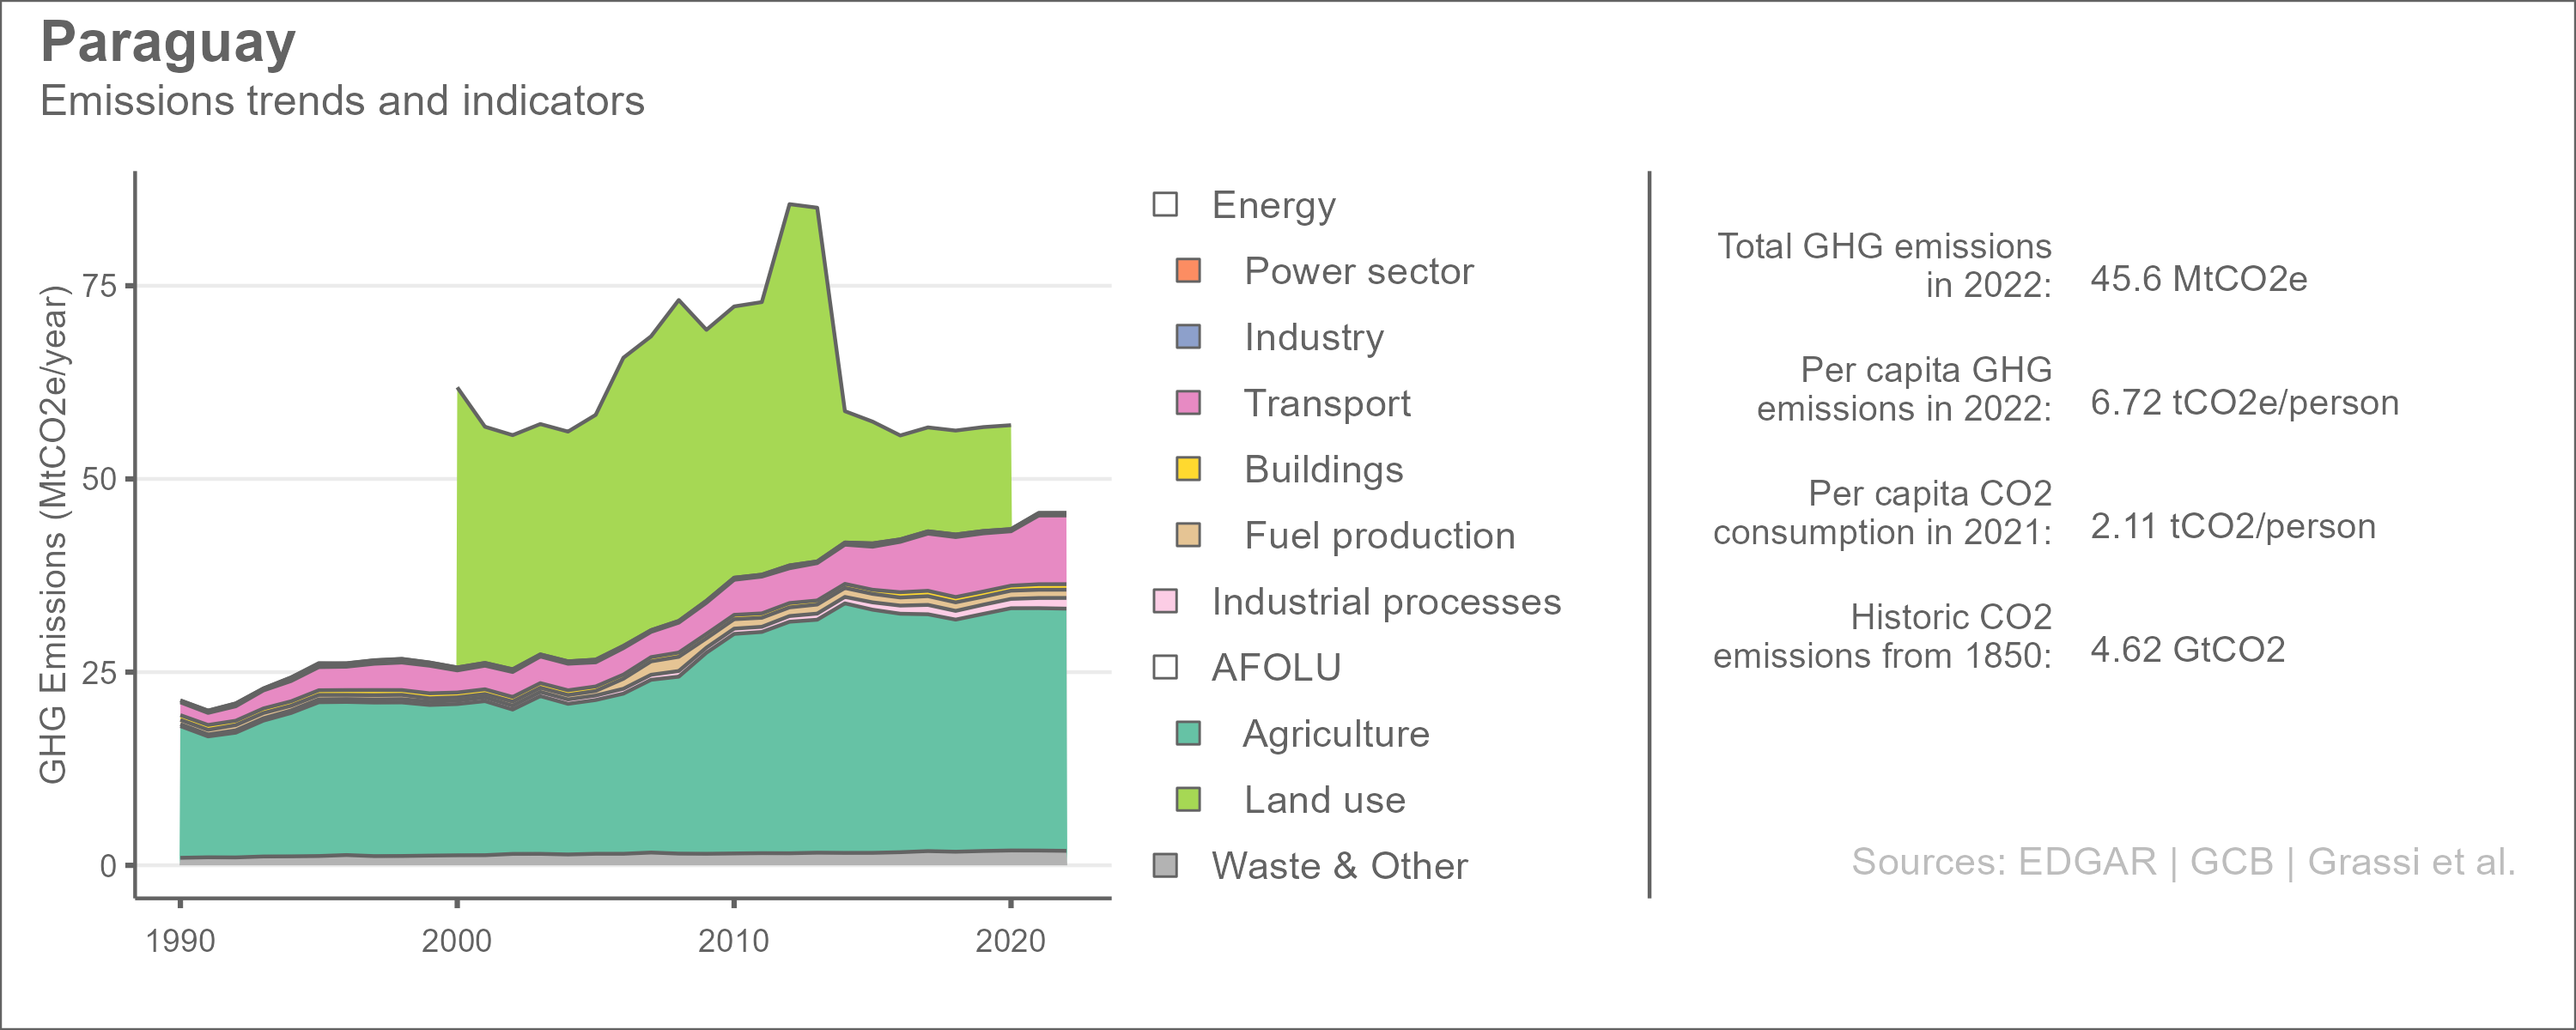 Paraguay
Emissions trends and indicators
GHG Emissions (MtCO2e/year)
75
50
25
0
1990
2000
2010
2020
Energy
Power sector
Industry
Transport
Buildings
Fuel production
Industrial processes
AFOLU
Agriculture
Land use
Waste & Other
Total GHG emissions
in 2022:
45.6 MtCO2e
Per capita GHG
emissions in 2022:
6.72 tCO2e/person
Per capita CO2
consumption in 2021:
2.11 tCO2/person
Historic CO2
emissions from 1850:
4.62 GtCO2
Sources: EDGAR | GCB | Grassi et al.